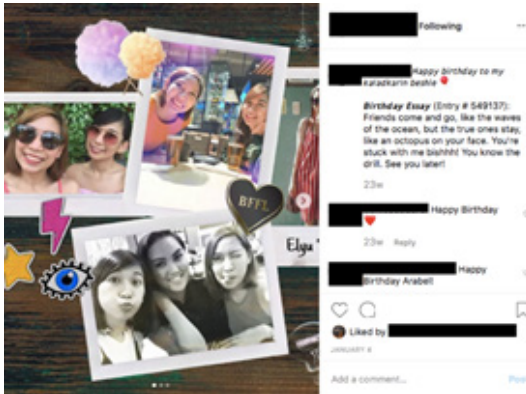 Following
Happy birthday to my
kaladkarin beshie
Birthday Essay (Entry # 549137):
Friends come and go, like the waves
of the ocean, but the true ones stay,
like an octopus on your face. You're
stuck with me bishhh! You know the
drill. See you later!
23w
Happy Birthday
23w Reply
Happy
Birthday Arabell
Liked by
JANUARY 6
Add a comment...
Post
BFFL
Elyu